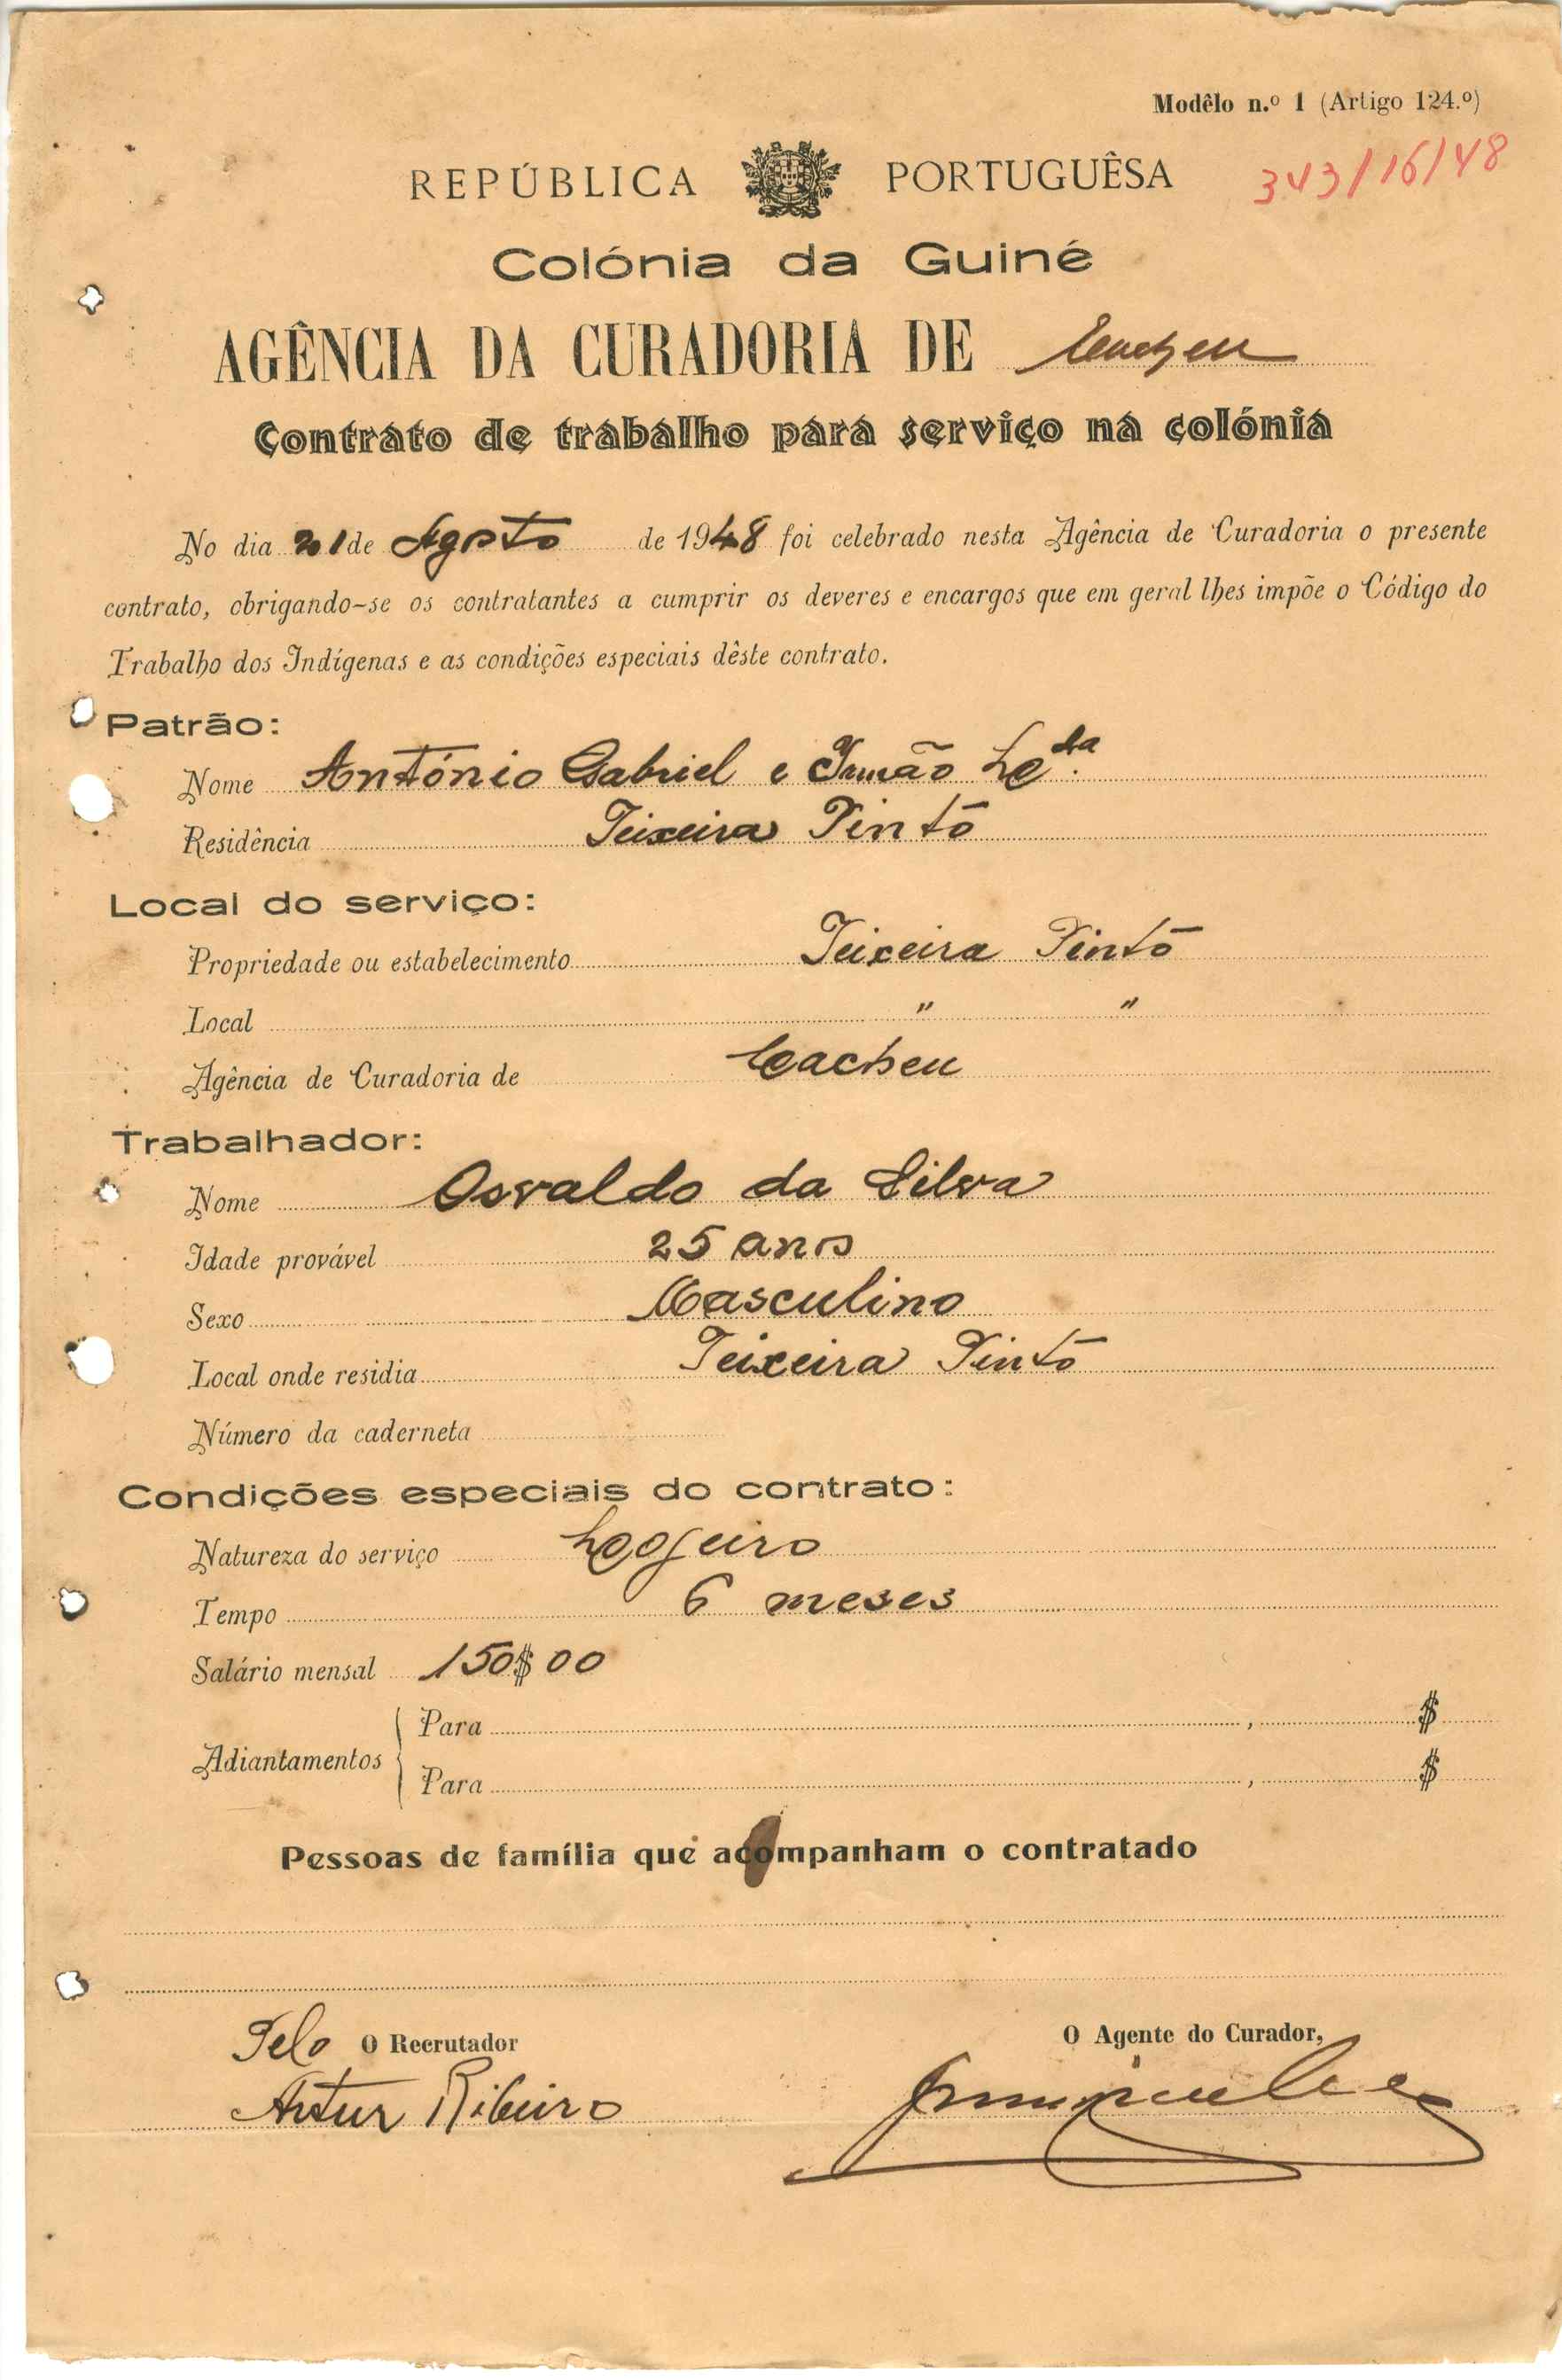 Modêlo n.º 1 (Artigo 124.º)
REPÚBLICA PORTUGUÊSA
343/16/48
Colónia da Guiné
AGÊNCIA DA CURADORIA DE Cacheu
Contrato de trabalho para serviço na colónia
No dia 21 de Agosto de 1948 foi celebrado nesta Agência de Curadoria o presente
contrato, obrigando-se os contratantes a cumprir os deveres e encargos que em geral lhes impõe o Código do
Trabalho dos Indígenas e as condições especiais dêste contrato.
Patrão:
Nome António Gabriel e Irmão Lda.
Residência Teixeira Pinto
Local do serviço:
Propriedade ou estabelecimento Teixeira Pinto
Local " "
Agência de Curadoria de Cacheu
Trabalhador:
Nome Osvaldo da Silva
Idade provável 25 anos
Sexo Masculino
Local onde residia Teixeira Pinto
Número da caderneta
Condições especiais do contrato:
Natureza do serviço Logeiro
Tempo 6 meses
Salário mensal 150$00
Adiantamentos { Para , $
Para , $
Pessoas de família que acompanham o contratado
Pelo O Recrutador
O Agente do Curador,
Artur Ribeiro